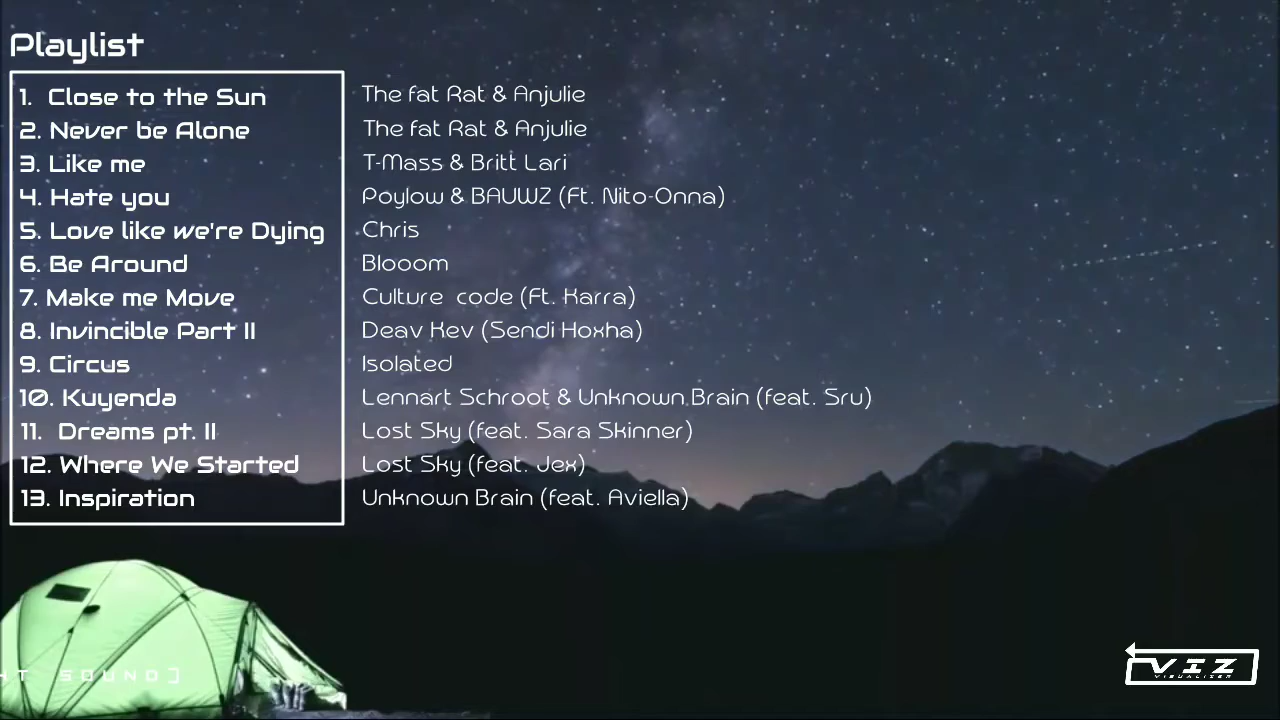 Playlist
1. Close to the Sun The fat Rat & Anjulie
2. Never be Alone The fat Rat & Anjulie
3. Like me T-Mass & Britt Lari
4. Hate you Poylow & BAUWZ (Ft. Nito-Onna)
5. Love like we're Dying Chris
6. Be Around Blooom
7. Make me Move Culture code (Ft. Karra)
8. Invincible Part II Deav Kev (Sendi Hoxha)
9. Circus Isolated
10. Kuyenda Lennart Schroot & Unknown Brain (feat. Sru)
11. Dreams pt. II Lost Sky (feat. Sara Skinner)
12. Where We Started Lost Sky (feat. Jex)
13. Inspiration Unknown Brain (feat. Aviella)
HT SOUND]
VIZ
VISUALIZER